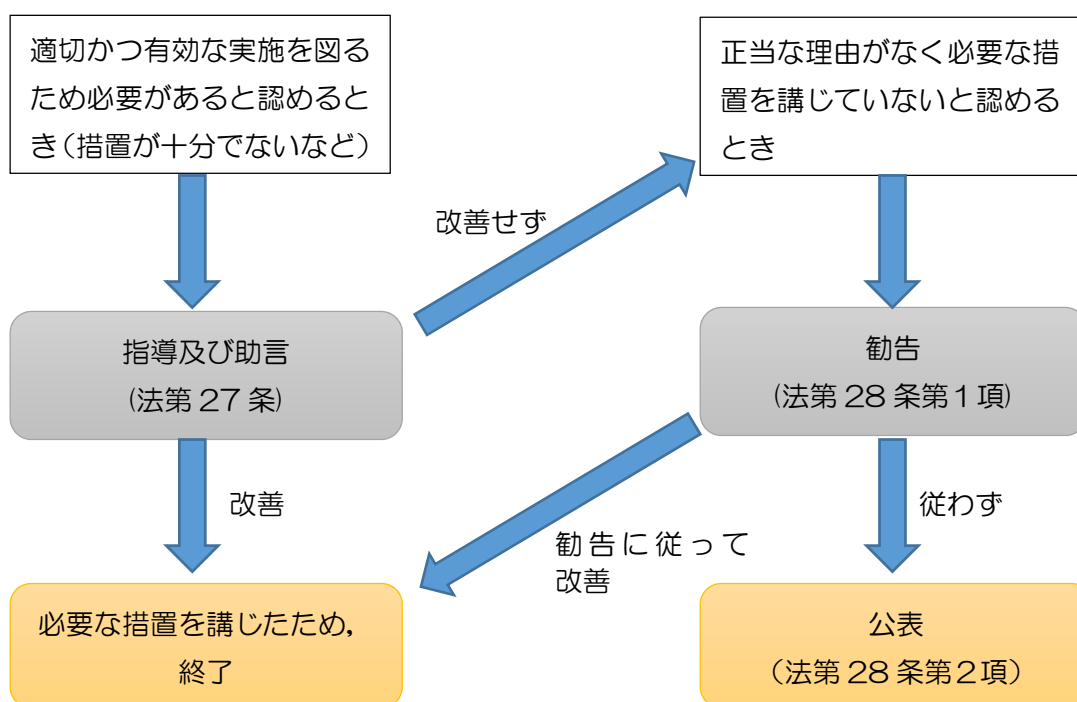 適切かつ有効な実施を図る
ため必要があると認めると
き(措置が十分でないなど)
正当な理由がなく必要な措
置を講じていないと認める
とき
改善せず
指導及び助言
(法第 27 条)
勧告
(法第 28 条第1項)
改善
勧告に従って
改善
従わず
必要な措置を講じたため,
終了
公表
(法第 28 条第2項)